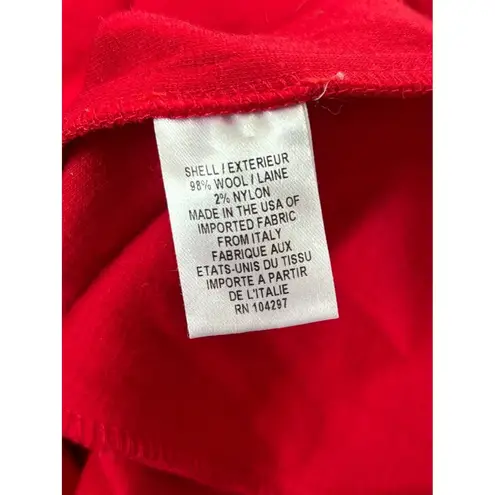 SHELL / EXTERIEUR
98% WOOL / LAINE
2% NYLON
MADE IN THE USA OF
IMPORTED FABRIC
FROM ITALY
FABRIQUE AUX
ETATS-UNIS DU TISSU
IMPORTE A PARTIR
DE L'ITALIE
RN 104297